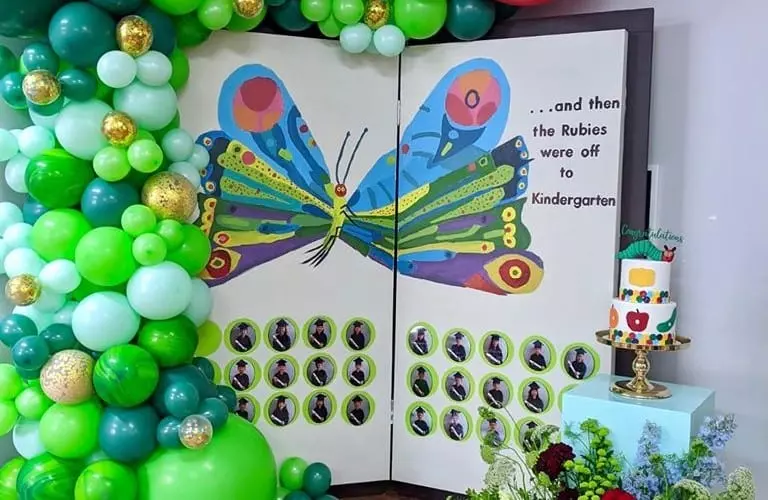 ...and then
the Rubies
were off
to
Kindergarten
Congratulations